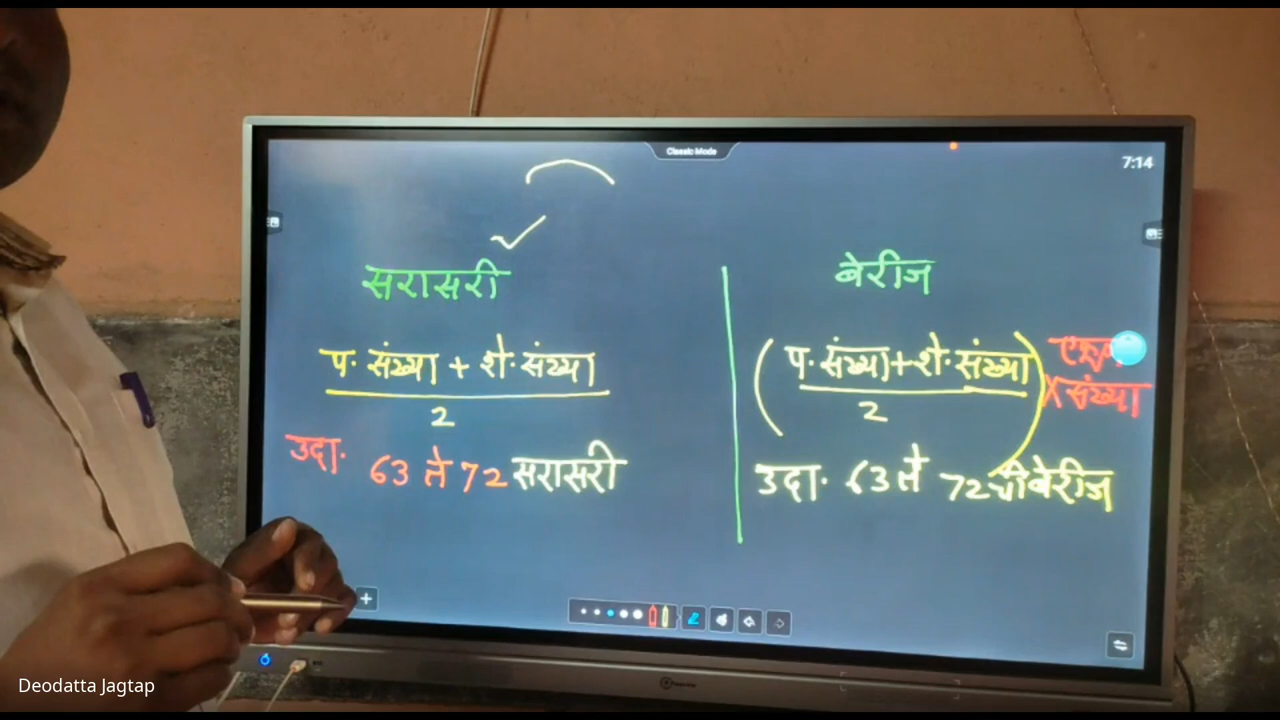 Classic Mode
7:14
सरासरी
प. संख्या + शे. संख्या
2
उदा. 63 ते 72 सरासरी
बेरीज
(प. संख्या + शे. संख्या)
2
x संख्या
उदा. 63 ते 72 ची बेरीज
Deodatta Jagtap